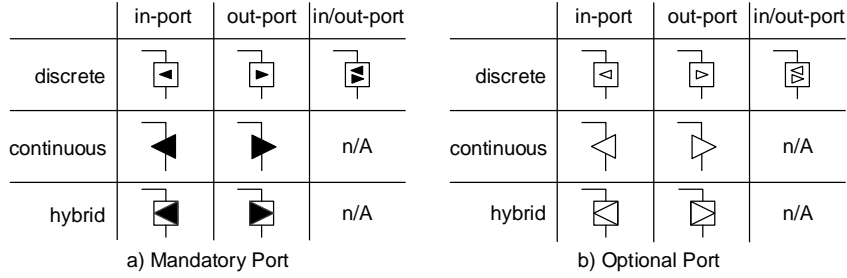 in-port out-port in/out-port
discrete
continuous n/A
hybrid n/A
a) Mandatory Port
in-port out-port in/out-port
discrete
continuous n/A
hybrid n/A
b) Optional Port